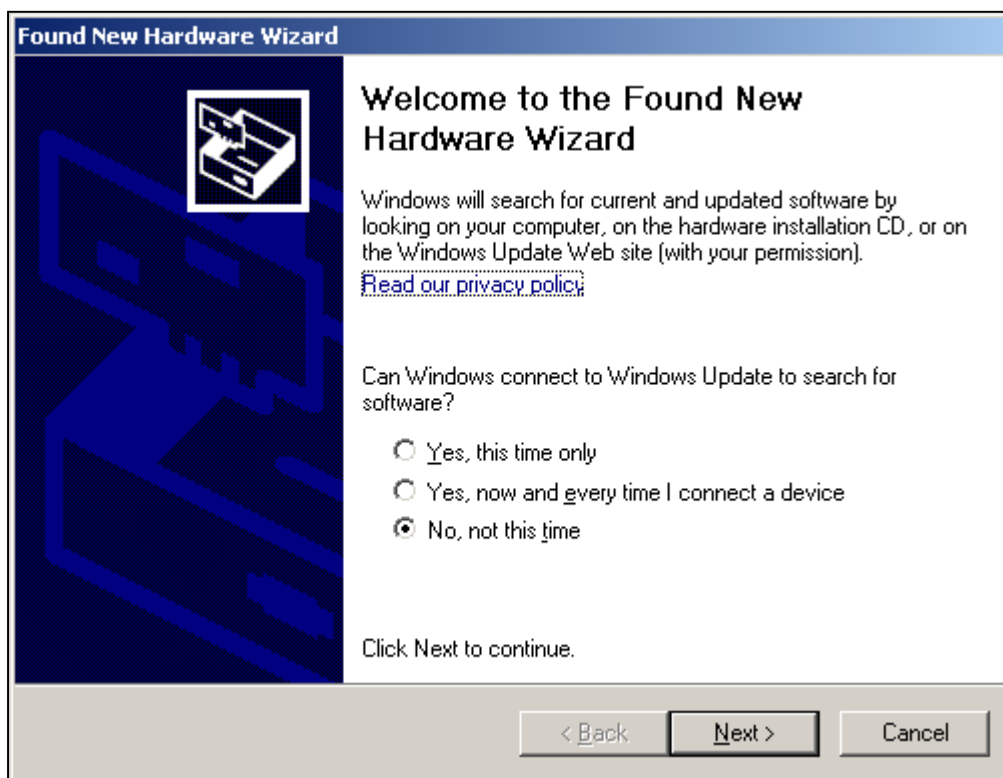 Found New Hardware Wizard
Welcome to the Found New
Hardware Wizard
Windows will search for current and updated software by
looking on your computer, on the hardware installation CD, or on
the Windows Update Web site (with your permission).
Read our privacy policy
Can Windows connect to Windows Update to search for
software?
Yes, this time only
Yes, now and every time I connect a device
No, not this time
Click Next to continue.
< Back
Next >
Cancel